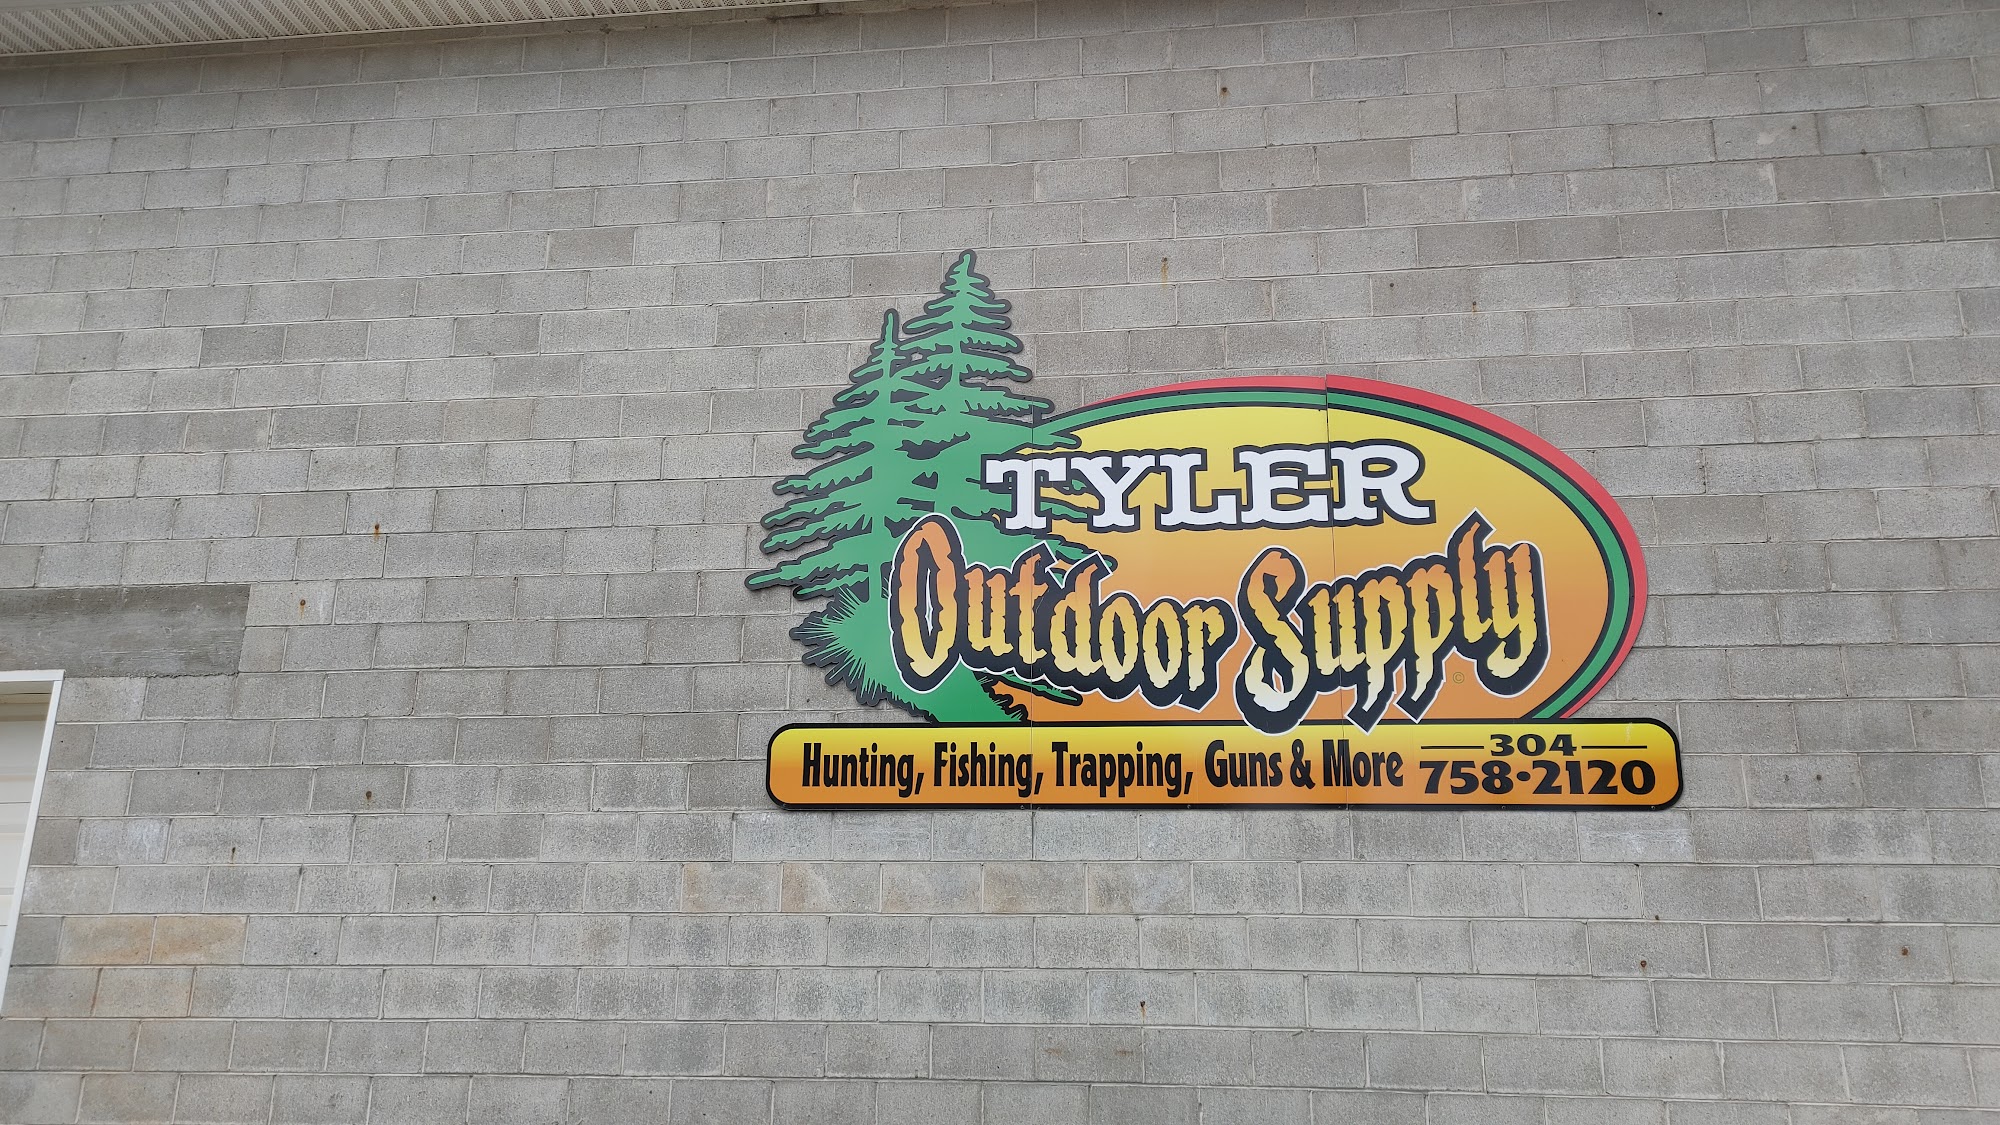 TYLER
Outdoor Supply
©
Hunting, Fishing, Trapping, Guns & More
304
758•2120